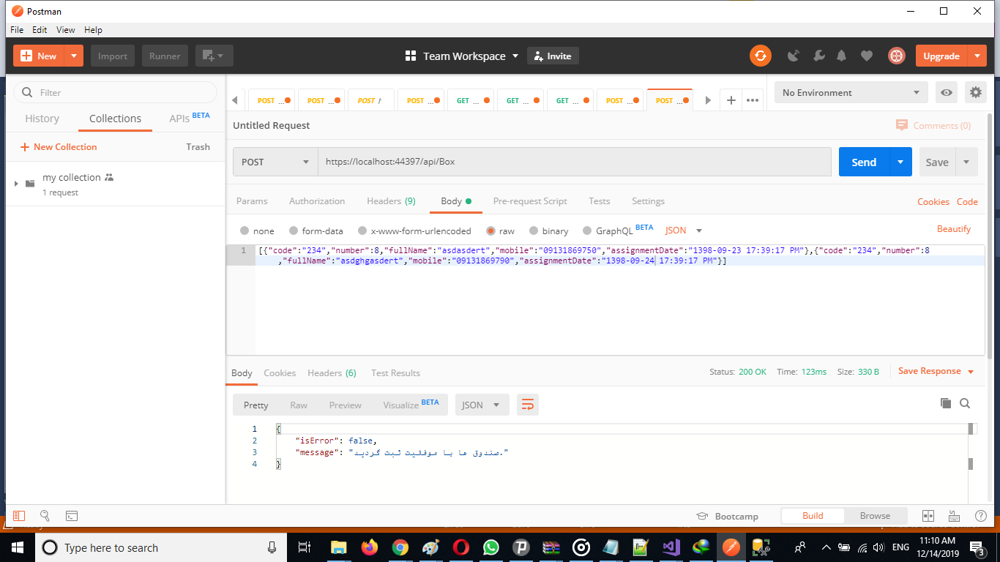 Postman
File Edit View Help
New Import Runner Team Workspace Invite Upgrade
Filter
History Collections APIs BETA
New Collection Trash
my collection
1 request
POST ... POST ... POST POST ... GET ... GET ... GET ... POST ... POST ... No Environment
Untitled Request Comments (0)
POST https://localhost:44397/api/Box Send Save
Params Authorization Headers (9) Body Pre-request Script Tests Settings Cookies Code
none form-data x-www-form-urlencoded raw binary GraphQL BETA JSON Beautify
1 [{"code":"234","number":8,"fullName":"asdasdert","mobile":"09131869750","assignmentDate":"1398-09-23 17:39:17 PM"},{"code":"234","number":8
,"fullName":"asdghgasdert","mobile":"09131869790","assignmentDate":"1398-09-24 17:39:17 PM"}]
Body Cookies Headers (6) Test Results Status: 200 OK Time: 123ms Size: 330 B Save Response
Pretty Raw Preview Visualize BETA JSON
1 {
2 "isError": false,
3 "message": "صندوق ها با موفقیت ثبت گردید."
4 }
Bootcamp Build Browse
Type here to search
ENG 11:10 AM
12/14/2019 3